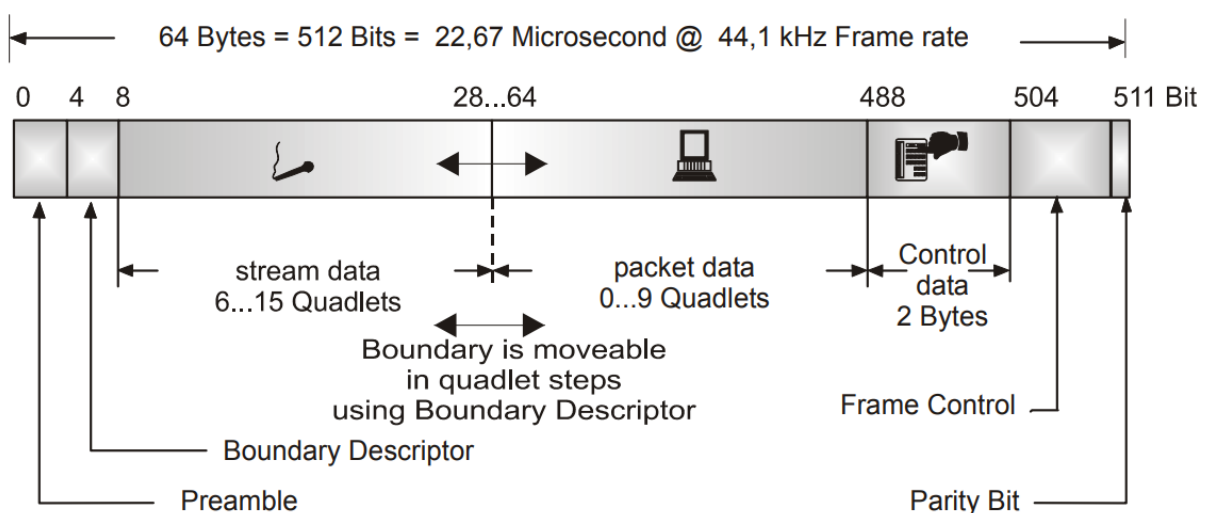 64 Bytes = 512 Bits = 22,67 Microsecond @ 44,1 kHz Frame rate
0 4 8 28...64 488 504 511 Bit
stream data
6...15 Quadlets
packet data
0...9 Quadlets
Control
data
2 Bytes
Boundary is moveable
in quadlet steps
using Boundary Descriptor
Frame Control
Boundary Descriptor
Preamble
Parity Bit